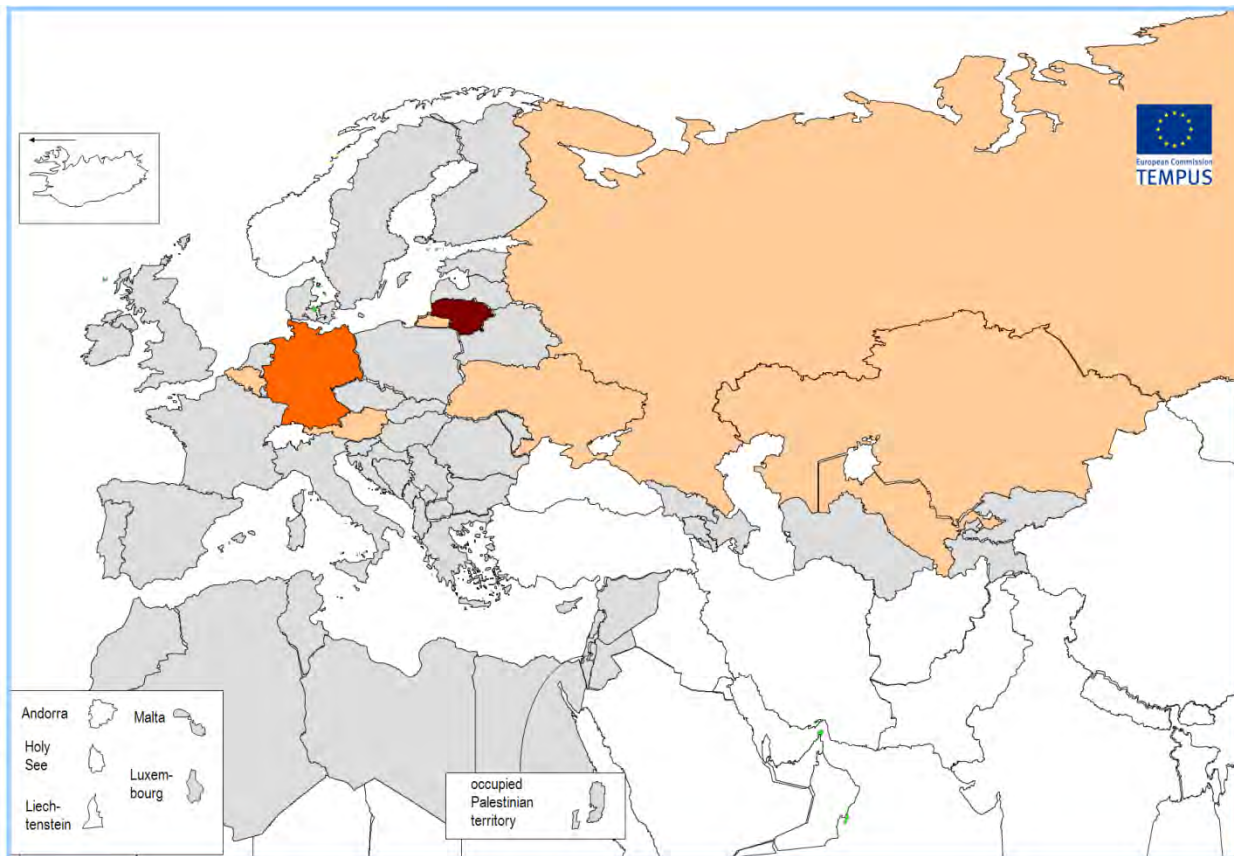 European Commission
TEMPUS
Andorra
Malta
Holy
See
Luxem-
bourg
Liech-
tenstein
occupied
Palestinian
territory